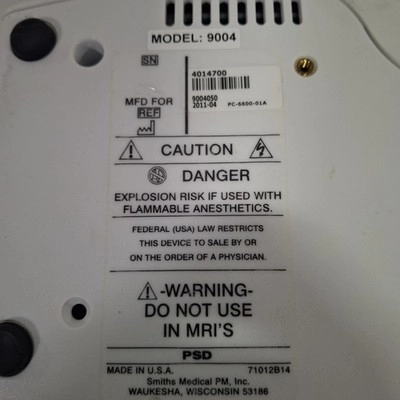 MODEL: 9004
SN
4014700
MFD FOR
REF
9004050
2011-04 PC-6600-01A
CAUTION
DANGER
EXPLOSION RISK IF USED WITH
FLAMMABLE ANESTHETICS.
FEDERAL (USA) LAW RESTRICTS
THIS DEVICE TO SALE BY OR
ON THE ORDER OF A PHYSICIAN.
-WARNING-
DO NOT USE
IN MRI'S
PSD
MADE IN U.S.A. 71012B14
Smiths Medical PM, Inc.
WAUKESHA, WISCONSIN 53186